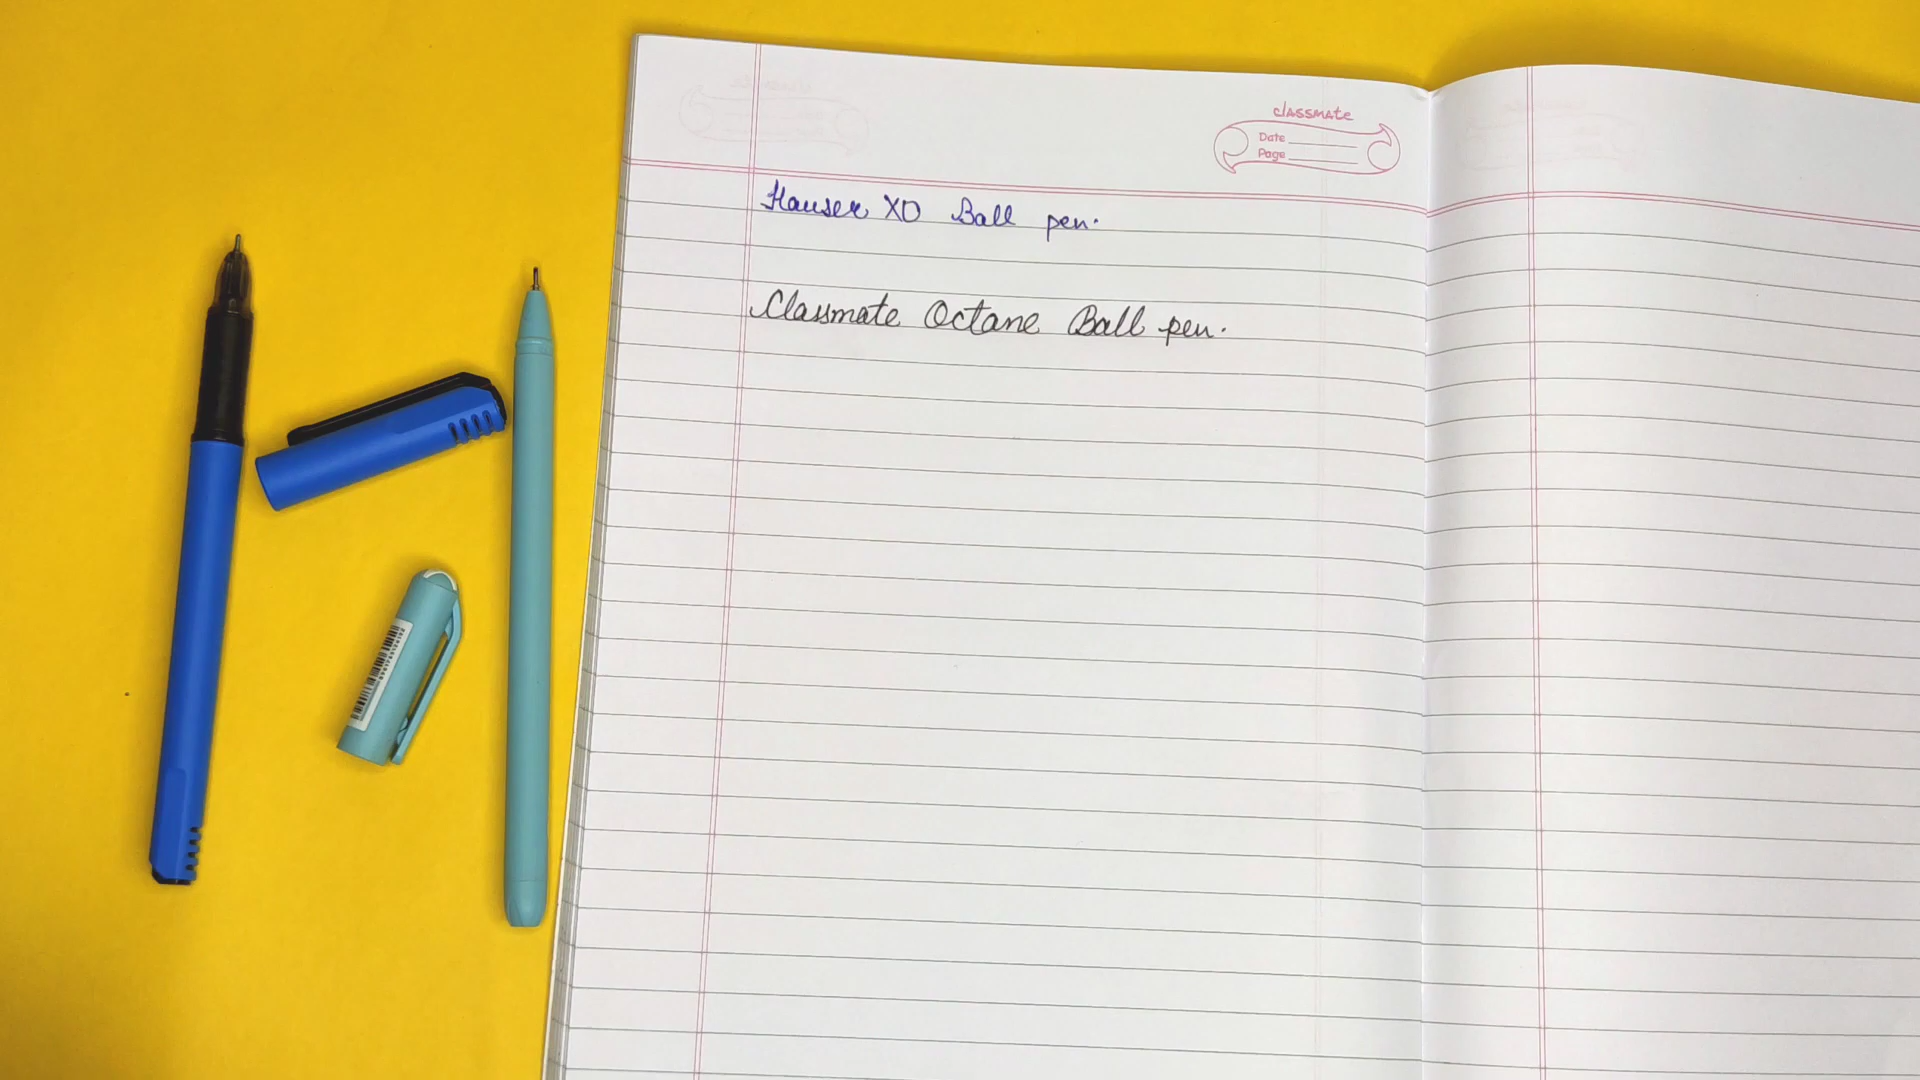 classmate
Date
Page
Hauser XO Ball pen.
Classmate Octane Ball pen.